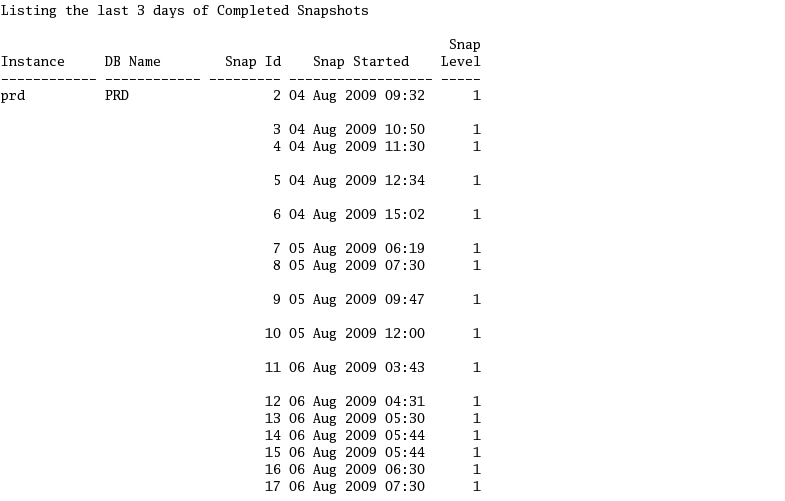 Listing the last 3 days of Completed Snapshots
Snap
Instance     DB Name        Snap Id    Snap Started    Level
------------ ------------ --------- ------------------ -----
prd          PRD                  2 04 Aug 2009 09:32      1
3 04 Aug 2009 10:50      1
4 04 Aug 2009 11:30      1
5 04 Aug 2009 12:34      1
6 04 Aug 2009 15:02      1
7 05 Aug 2009 06:19      1
8 05 Aug 2009 07:30      1
9 05 Aug 2009 09:47      1
10 05 Aug 2009 12:00      1
11 06 Aug 2009 03:43      1
12 06 Aug 2009 04:31      1
13 06 Aug 2009 05:30      1
14 06 Aug 2009 05:44      1
15 06 Aug 2009 05:44      1
16 06 Aug 2009 06:30      1
17 06 Aug 2009 07:30      1